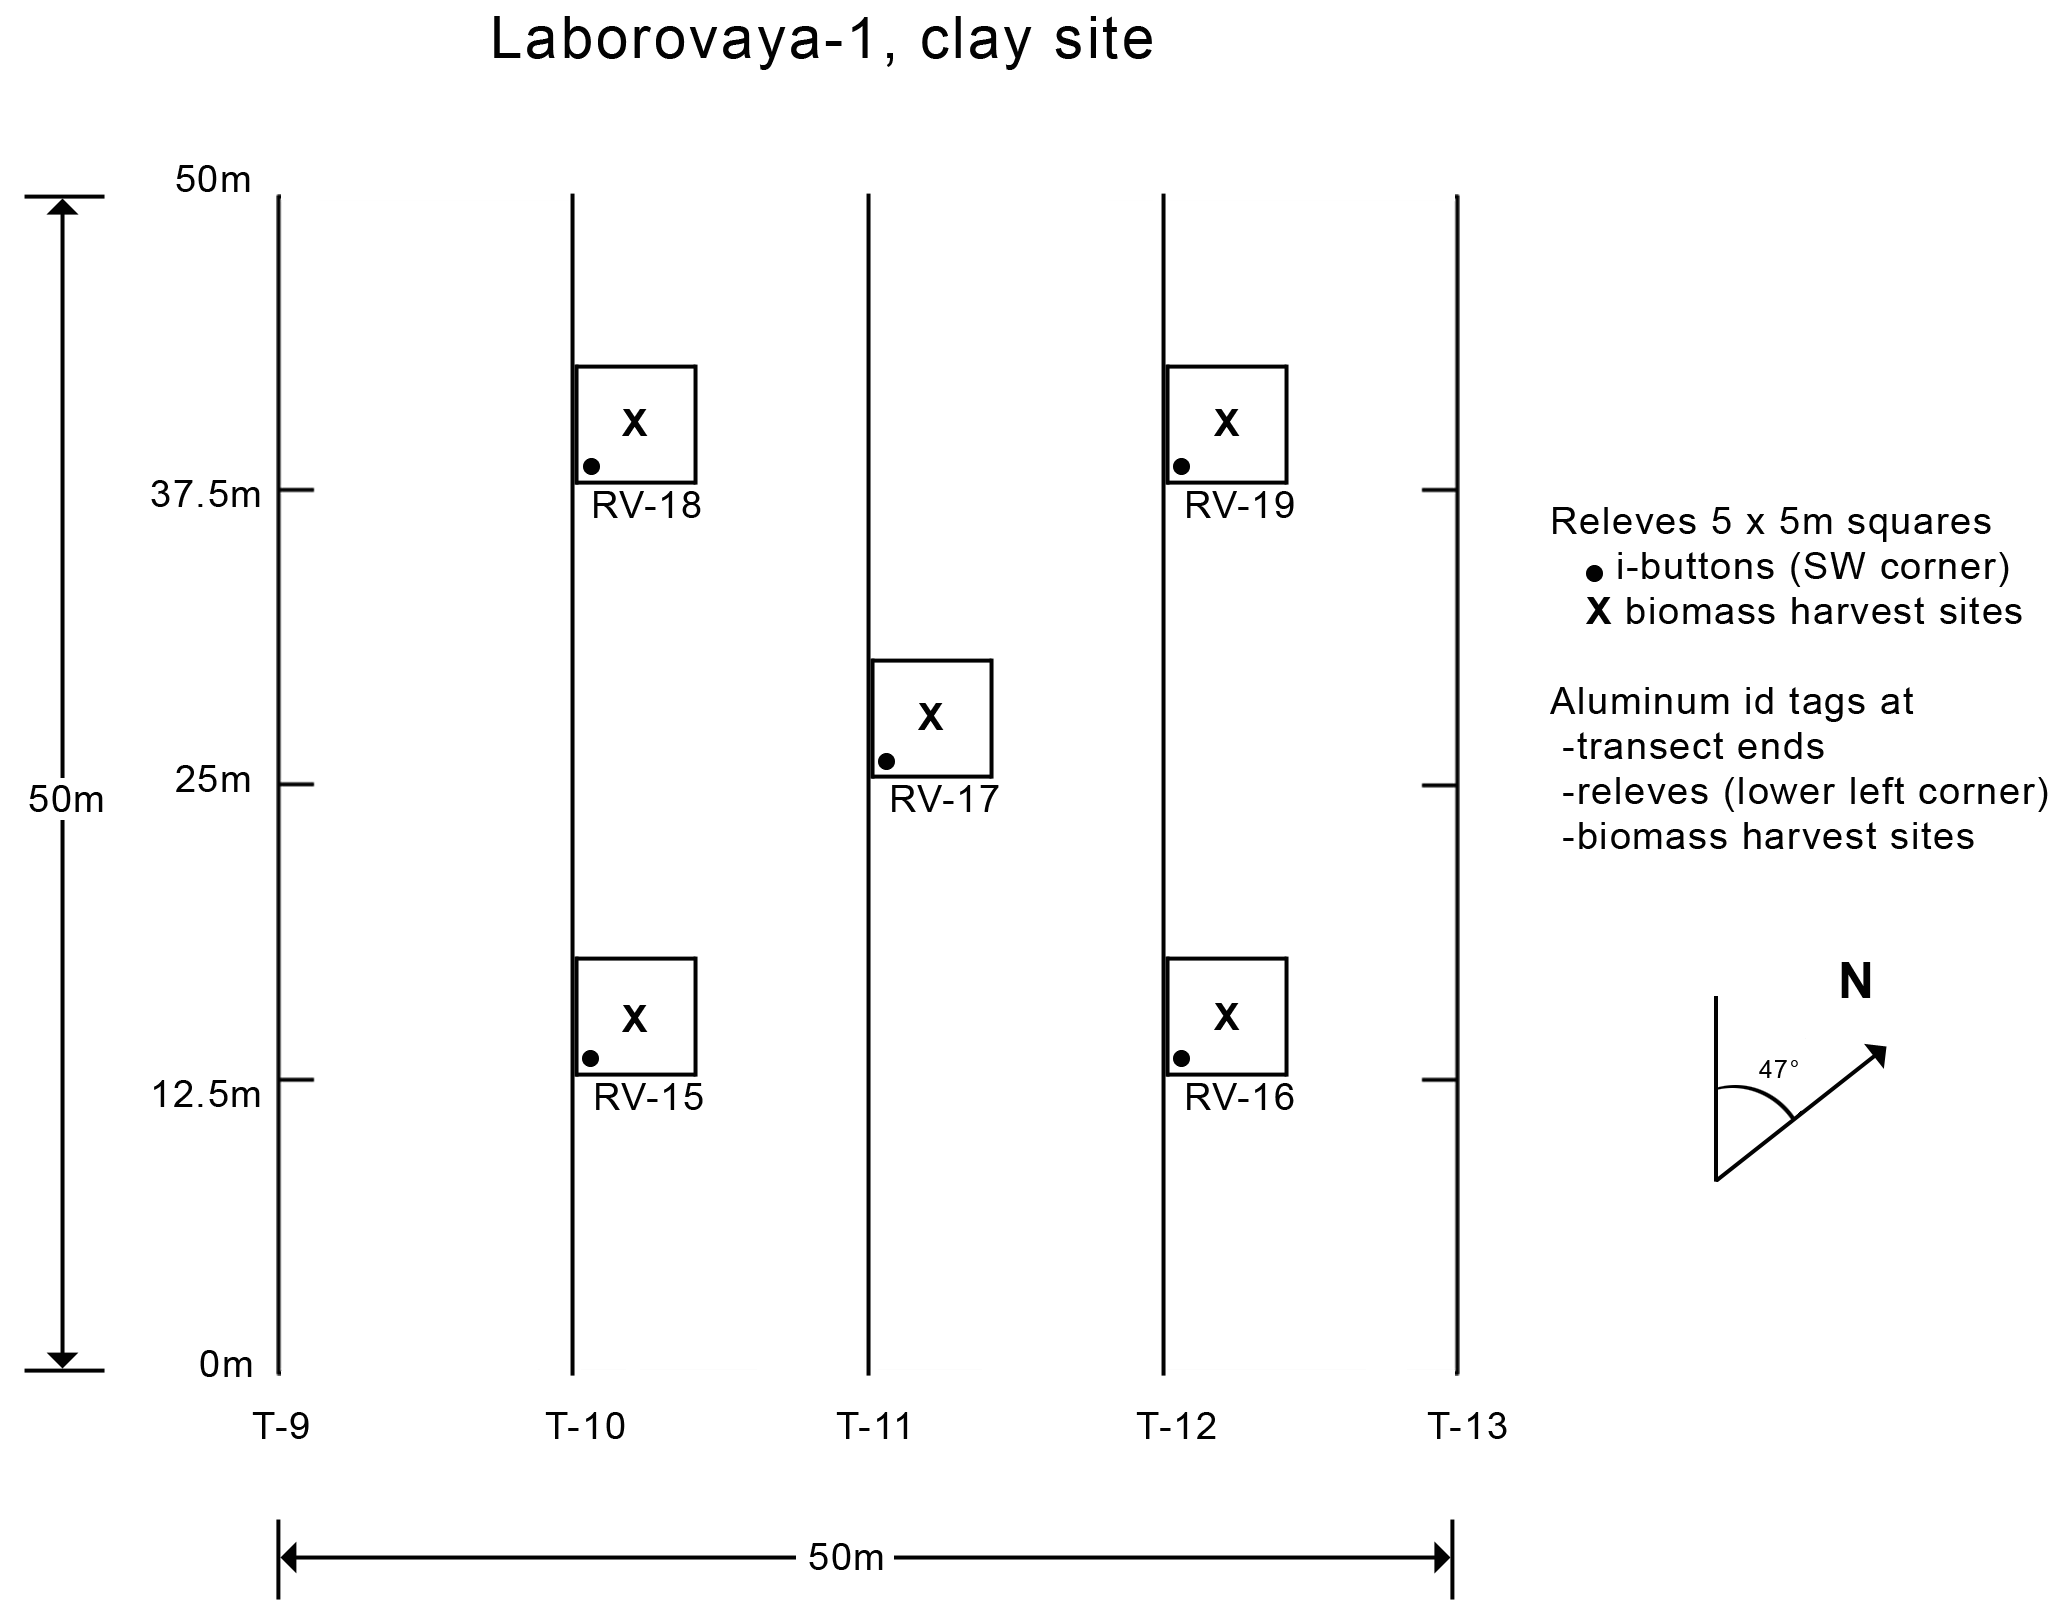 Laborovaya-1, clay site
50m
X
X
37.5m
RV-18
RV-19
Releves 5 x 5m squares
i-buttons (SW corner)
X biomass harvest sites
X
25m
50m
RV-17
Aluminum id tags at
-transect ends
-releves (lower left corner)
-biomass harvest sites
N
47°
X
X
12.5m
RV-15
RV-16
0m
T-9
T-10
T-11
T-12
T-13
50m